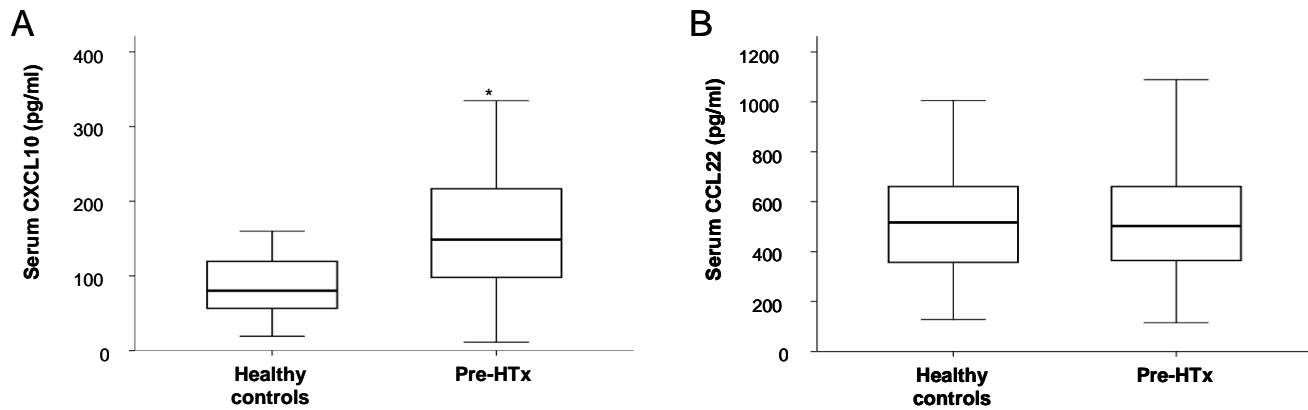 A
Serum CXCL10 (pg/ml)
400
300
200
100
0
*
Healthy
controls
Pre-HTx
B
Serum CCL22 (pg/ml)
1200
1000
800
600
400
200
0
Healthy
controls
Pre-HTx